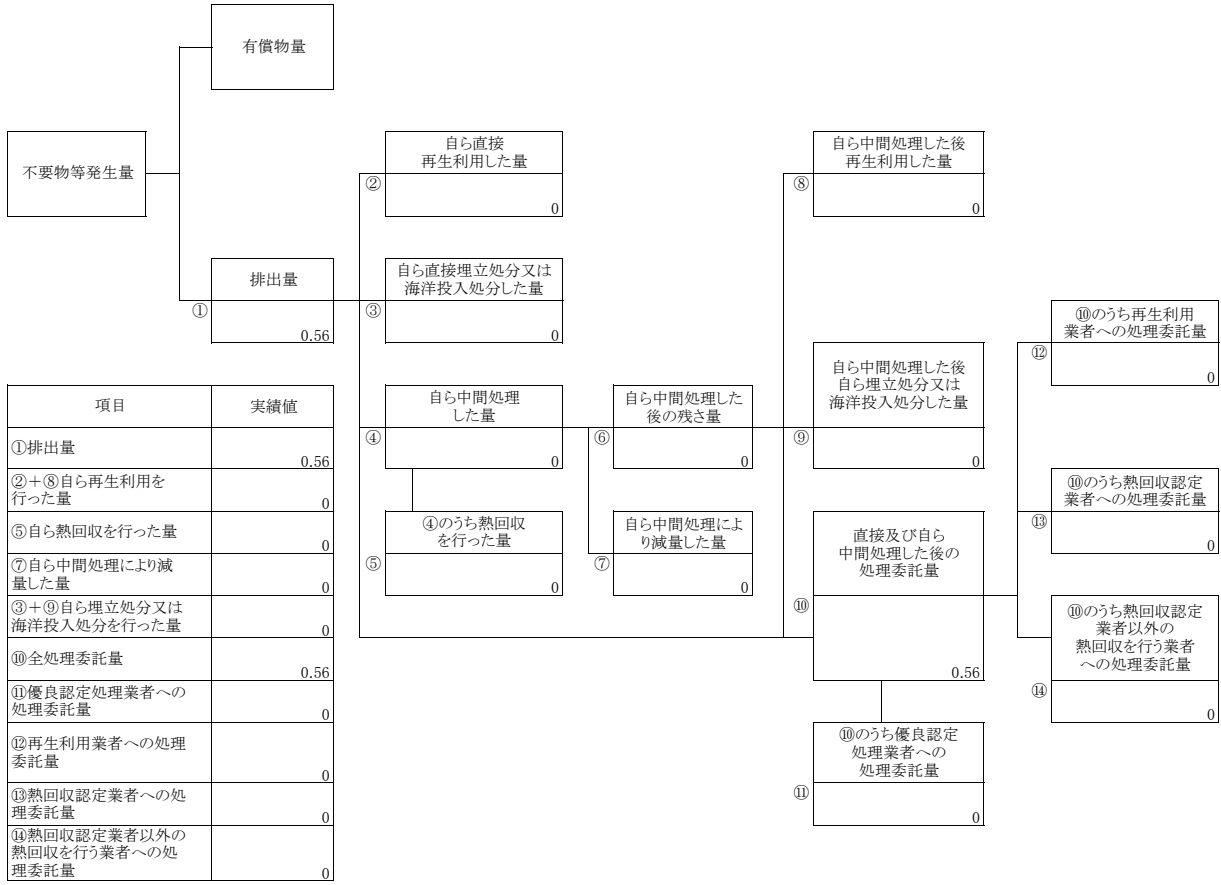 有償物量
不要物等発生量
自ら直接
再生利用した量
②
0
自ら中間処理した後
再生利用した量
⑧
0
排出量
①
0.56
自ら直接埋立処分又は
海洋投入処分した量
③
0
⑩のうち再生利用
業者への処理委託量
⑫
0
自ら中間処理
した量
④
0
自ら中間処理した
後の残さ量
⑥
0
自ら中間処理した後
自ら埋立処分又は
海洋投入処分した量
⑨
0
⑩のうち熱回収認定
業者への処理委託量
⑬
0
④のうち熱回収
を行った量
⑤
0
自ら中間処理によ
り減量した量
⑦
0
直接及び自ら
中間処理した後の
処理委託量
⑩
0.56
⑩のうち熱回収認定
業者以外の
熱回収を行う業者
への処理委託量
⑭
0
⑩のうち優良認定
処理業者への
処理委託量
⑪
0
項目 実績値
①排出量 0.56
②+⑧自ら再生利用を
行った量 0
⑤自ら熱回収を行った量 0
⑦自ら中間処理により減
量した量 0
③+⑨自ら埋立処分又は
海洋投入処分を行った量 0
⑩全処理委託量 0.56
⑪優良認定処理業者への
処理委託量 0
⑫再生利用業者への処理
委託量 0
⑬熱回収認定業者への処
理委託量 0
⑭熱回収認定業者以外の
熱回収を行う業者への処
理委託量 0